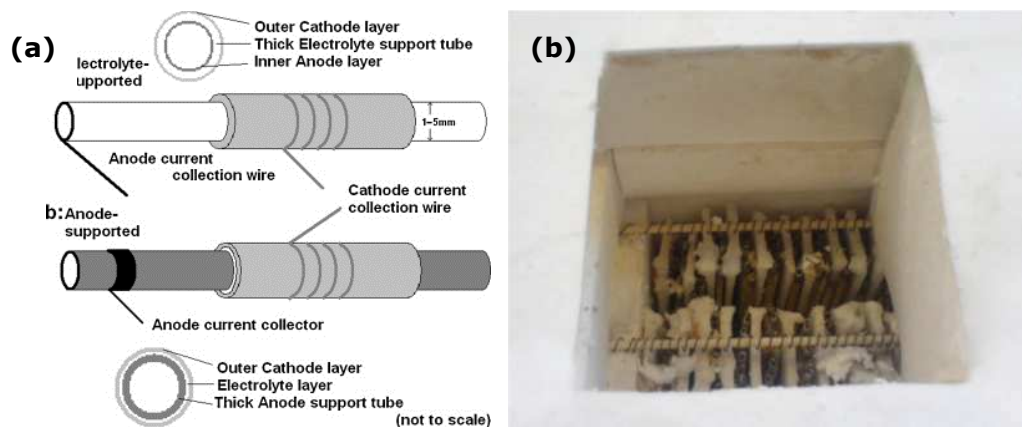 (a)
Outer Cathode layer
Thick Electrolyte support tube
Inner Anode layer
lectrolyte-
upported
1-5mm
Anode current
collection wire
Cathode current
collection wire
b:Anode-
supported
Anode current collector
Outer Cathode layer
Electrolyte layer
Thick Anode support tube
(not to scale)
(b)